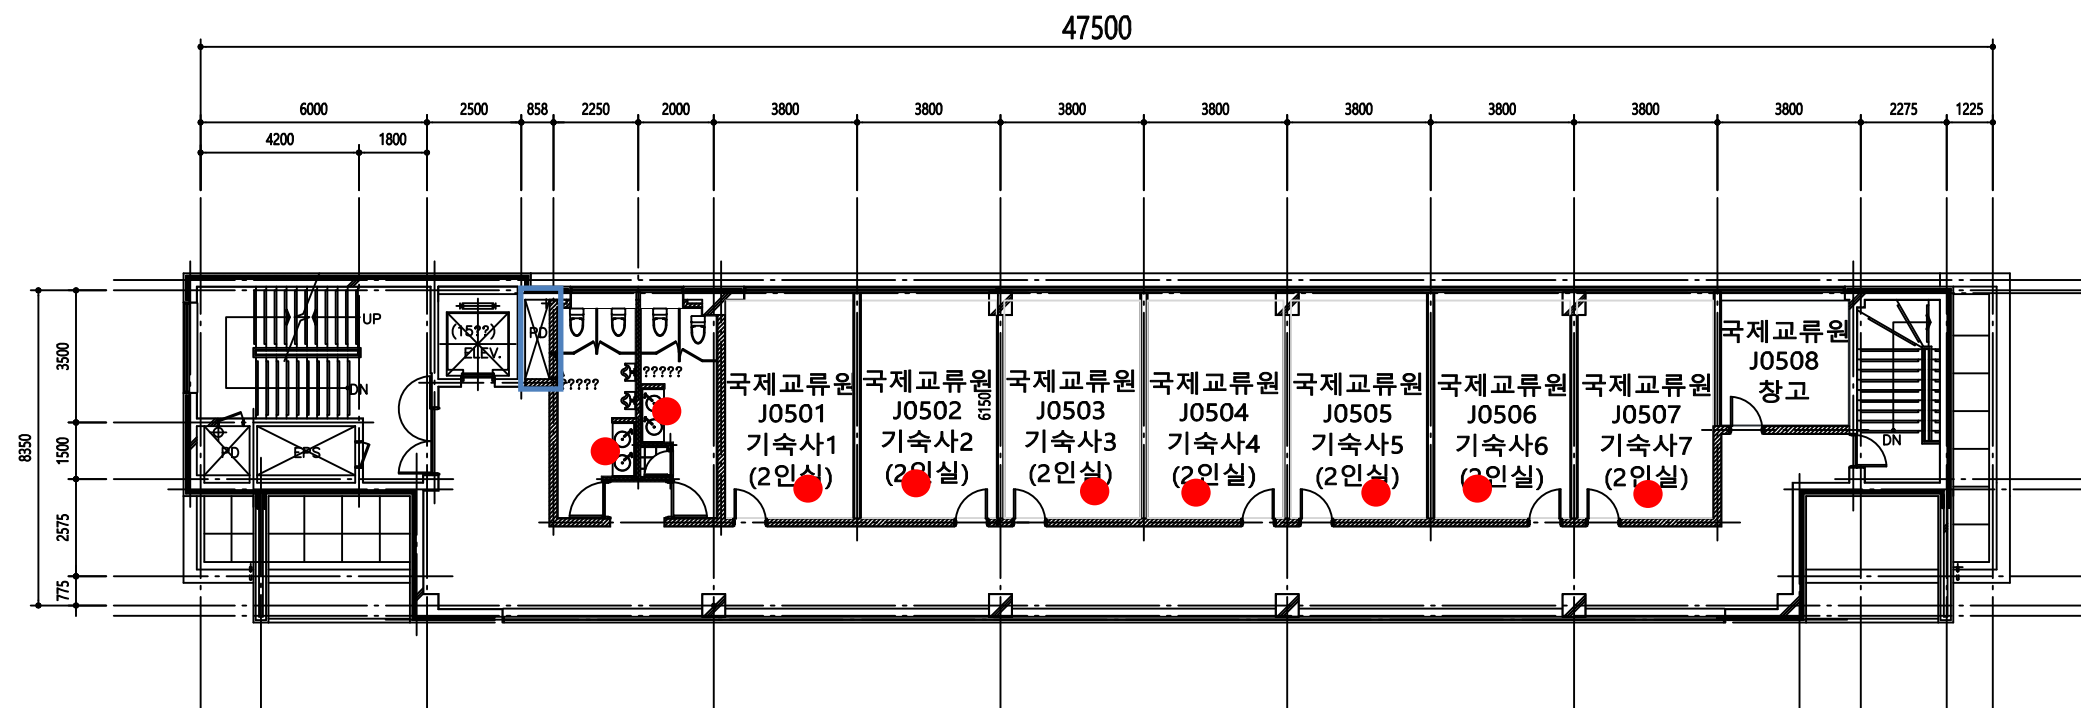 47500
6000
2500
858
2250
2000
3800
3800
3800
3800
3800
3800
3800
3800
2275
1225
4200
1800
8350
3500
1500
2575
775
UP
DN
PD
EPS
(15??)
ELEV.
PD
?????
?????
6150
국제교류원
J0501
기숙사1
(2인실)
국제교류원
J0502
기숙사2
(2인실)
국제교류원
J0503
기숙사3
(2인실)
국제교류원
J0504
기숙사4
(2인실)
국제교류원
J0505
기숙사5
(2인실)
국제교류원
J0506
기숙사6
(2인실)
국제교류원
J0507
기숙사7
(2인실)
국제교류원
J0508
창고
DN